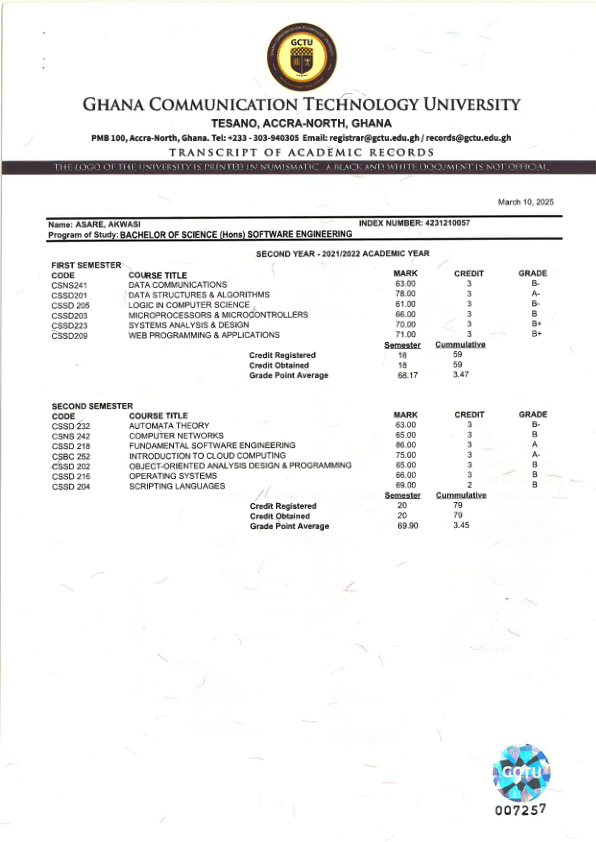 GCTU
GHANA COMMUNICATION TECHNOLOGY UNIVERSITY
TESANO, ACCRA-NORTH, GHANA
PMB 100, Accra-North, Ghana. Tel: +233 - 303-940305 Email: registrar@gctu.edu.gh / records@gctu.edu.gh
TRANSCRIPT OF ACADEMIC RECORDS
THE LOGO OF THE UNIVERSITY IS PRINTED IN NUMISMATIC. A BLACK AND WHITE DOCUMENT IS NOT OFFICIAL
March 10, 2025
Name: ASARE, AKWASI INDEX NUMBER: 4231210057
Program of Study: BACHELOR OF SCIENCE (Hons) SOFTWARE ENGINEERING
SECOND YEAR - 2021/2022 ACADEMIC YEAR
FIRST SEMESTER
CODE COURSE TITLE MARK CREDIT GRADE
CSNS241 DATA COMMUNICATIONS 63.00 3 B-
CSSD201 DATA STRUCTURES & ALGORITHMS 78.00 3 A-
CSSD 205 LOGIC IN COMPUTER SCIENCE 61.00 3 B-
CSSD203 MICROPROCESSORS & MICROCONTROLLERS 66.00 3 B
CSSD223 SYSTEMS ANALYSIS & DESIGN 70.00 3 B+
CSSD209 WEB PROGRAMMING & APPLICATIONS 71.00 3 B+
Semester Cummulative
Credit Registered 18 59
Credit Obtained 18 59
Grade Point Average 68.17 3.47
SECOND SEMESTER
CODE COURSE TITLE MARK CREDIT GRADE
CSSD 232 AUTOMATA THEORY 63.00 3 B-
CSNS 242 COMPUTER NETWORKS 65.00 3 B
CSSD 218 FUNDAMENTAL SOFTWARE ENGINEERING 86.00 3 A
CSBC 252 INTRODUCTION TO CLOUD COMPUTING 75.00 3 A-
CSSD 202 OBJECT-ORIENTED ANALYSIS DESIGN & PROGRAMMING 65.00 3 B
CSSD 216 OPERATING SYSTEMS 66.00 3 B
CSSD 204 SCRIPTING LANGUAGES 69.00 2 B
Semester Cummulative
Credit Registered 20 79
Credit Obtained 20 79
Grade Point Average 69.90 3.45
GCTU
007257